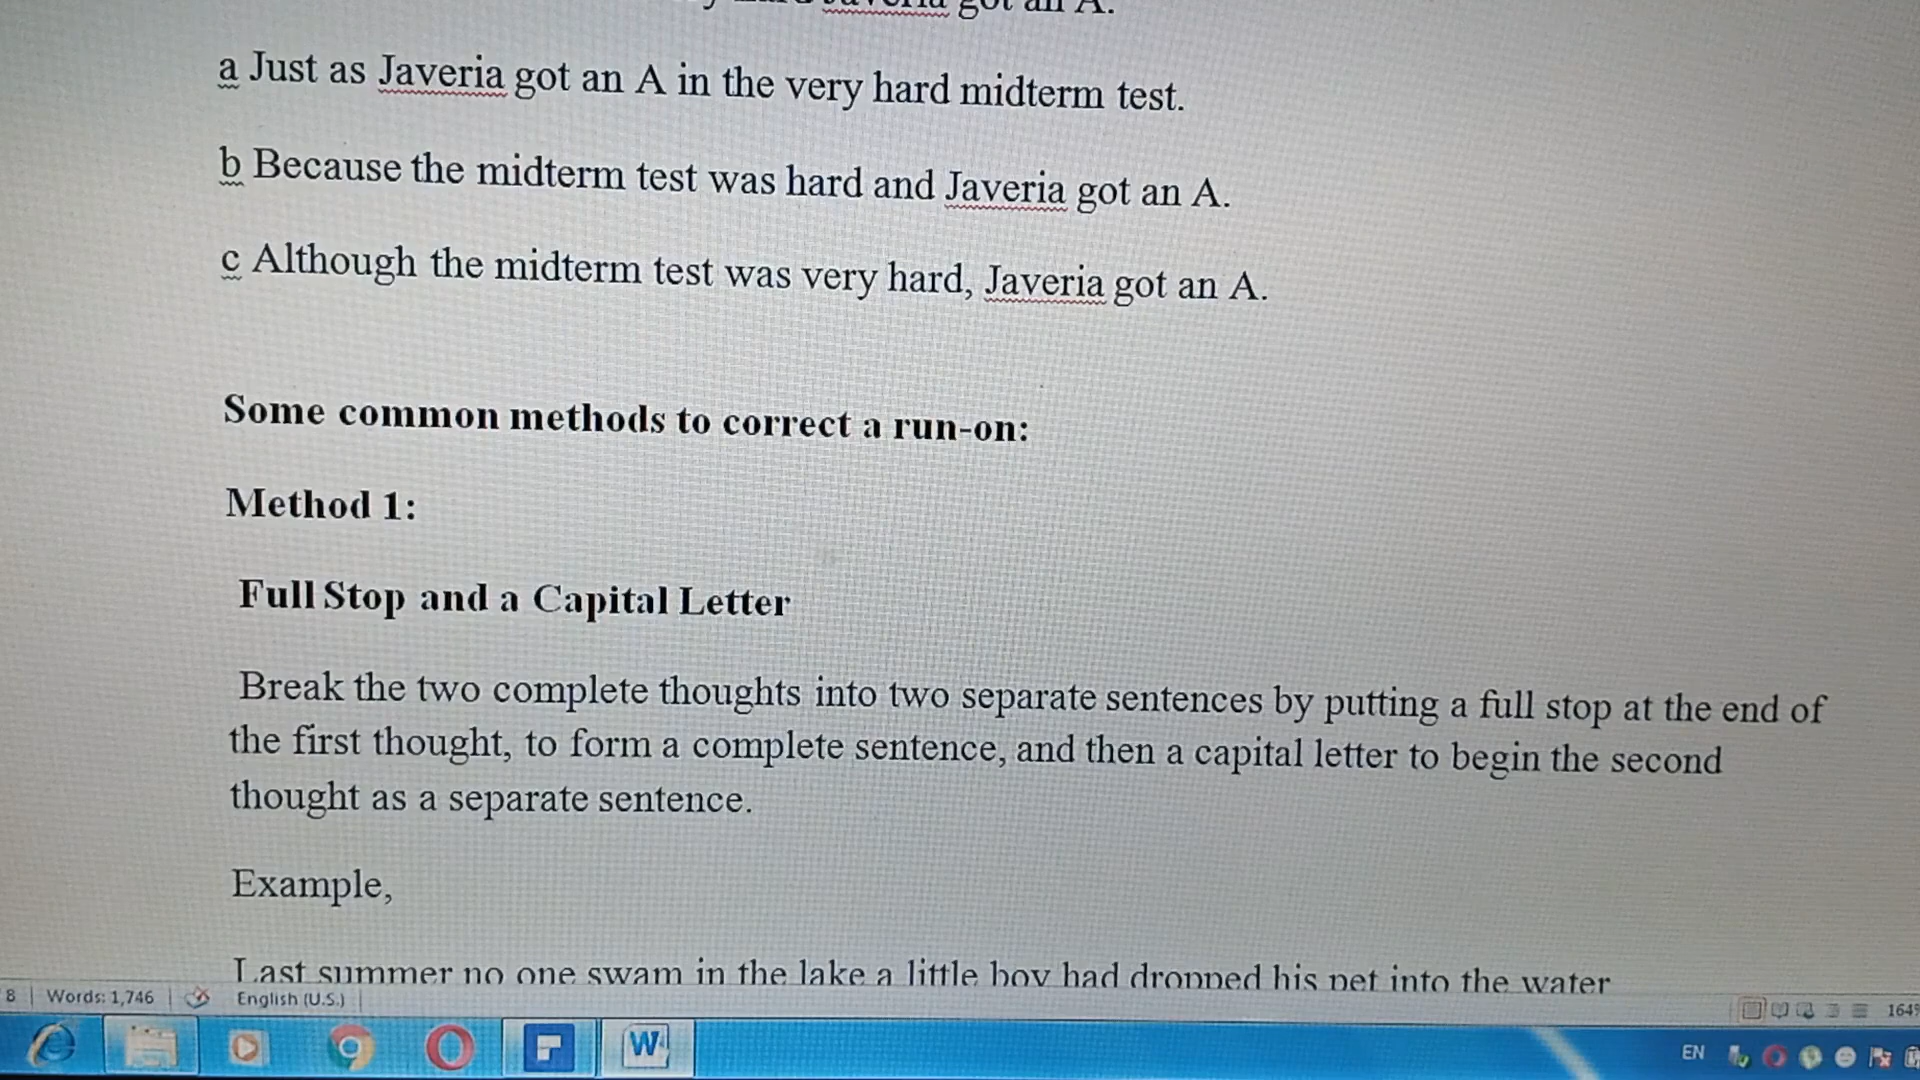 got an A.
a Just as Javeria got an A in the very hard midterm test.
b Because the midterm test was hard and Javeria got an A.
c Although the midterm test was very hard, Javeria got an A.
Some common methods to correct a run-on:
Method 1:
Full Stop and a Capital Letter
Break the two complete thoughts into two separate sentences by putting a full stop at the end of
the first thought, to form a complete sentence, and then a capital letter to begin the second
thought as a separate sentence.
Example,
Last summer no one swam in the lake a little boy had dropped his pet into the water
8 Words: 1,746 English (U.S.)
W
EN